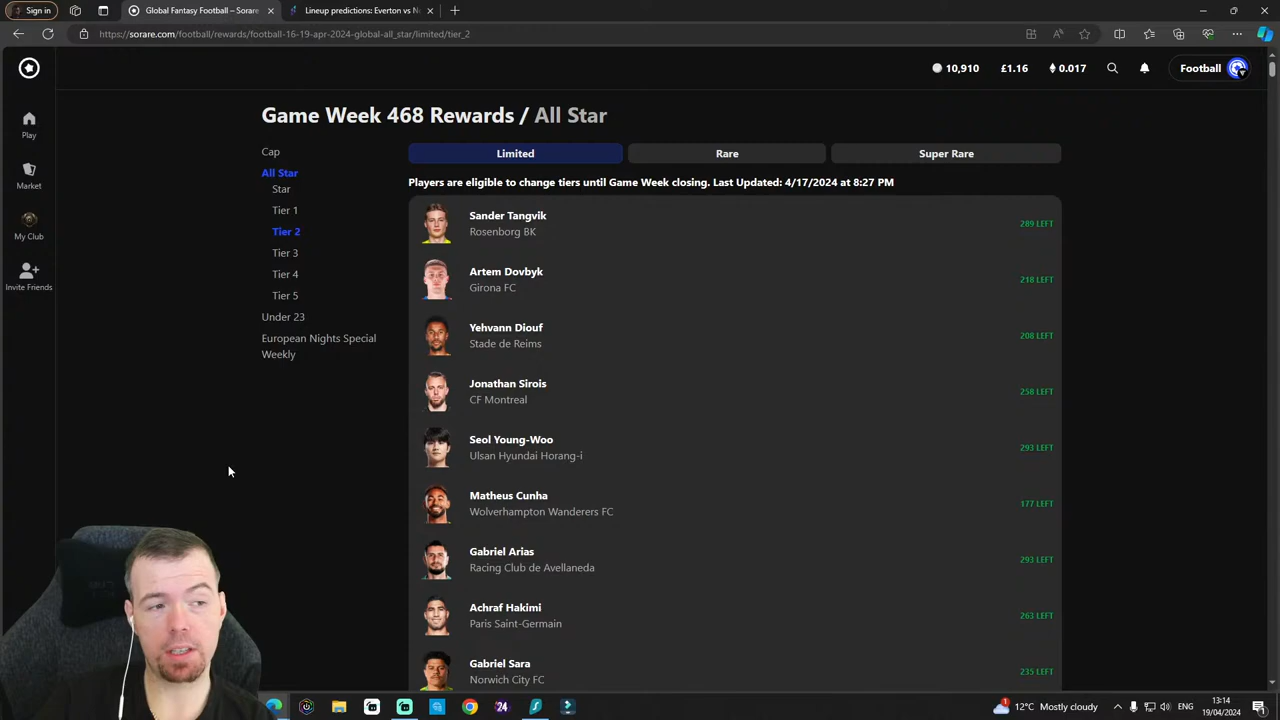 Sign in
Global Fantasy Football – Sorare
Lineup predictions: Everton vs N
https://sorare.com/football/rewards/football-16-19-apr-2024-global-all_star/limited/tier_2
10,910
£1.16
0.017
Football
Play
Market
My Club
Invite Friends
Game Week 468 Rewards / All Star
Cap
All Star
Star
Tier 1
Tier 2
Tier 3
Tier 4
Tier 5
Under 23
European Nights Special
Weekly
Limited
Rare
Super Rare
Players are eligible to change tiers until Game Week closing. Last Updated: 4/17/2024 at 8:27 PM
Sander Tangvik
Rosenborg BK
289 LEFT
Artem Dovbyk
Girona FC
218 LEFT
Yehvann Diouf
Stade de Reims
208 LEFT
Jonathan Sirois
CF Montreal
258 LEFT
Seol Young-Woo
Ulsan Hyundai Horang-i
293 LEFT
Matheus Cunha
Wolverhampton Wanderers FC
177 LEFT
Gabriel Arias
Racing Club de Avellaneda
293 LEFT
Achraf Hakimi
Paris Saint-Germain
263 LEFT
Gabriel Sara
Norwich City FC
235 LEFT
24
1
12°C Mostly cloudy
ENG
13:14
19/04/2024